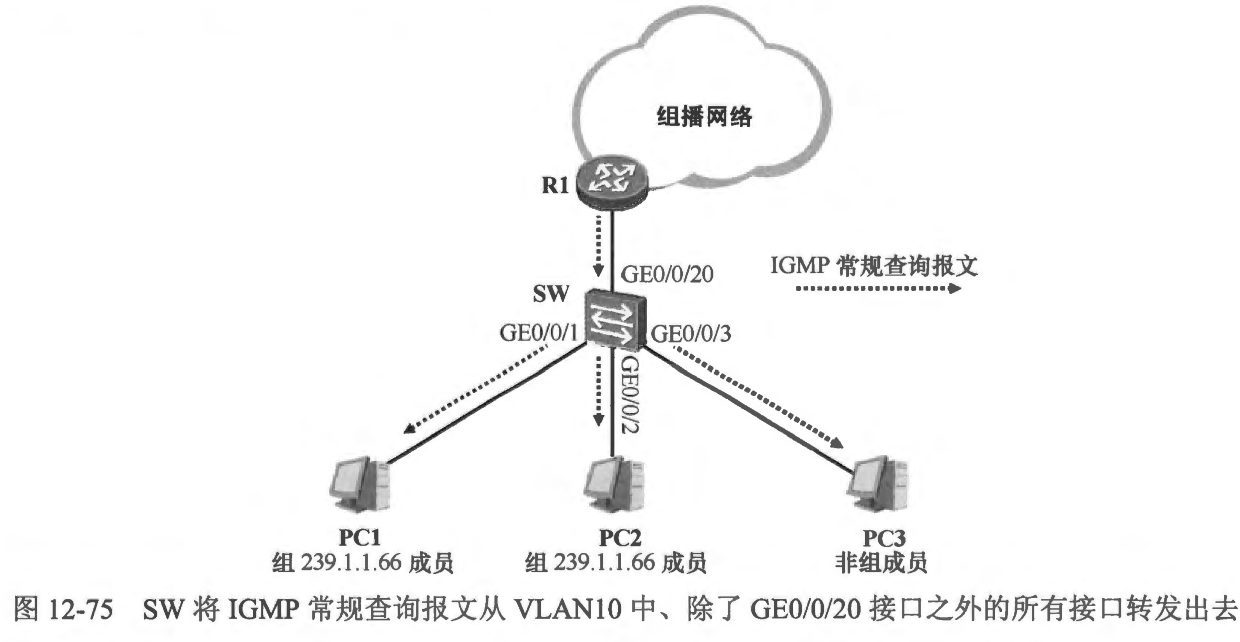 组播网络
R1
GE0/0/20
IGMP 常规查询报文
SW
GE0/0/1
GE0/0/3
GE0/0/2
PC1
组 239.1.1.66 成员
PC2
组 239.1.1.66 成员
PC3
非组成员
图 12-75 SW 将 IGMP 常规查询报文从 VLAN10 中、除了 GE0/0/20 接口之外的所有接口转发出去